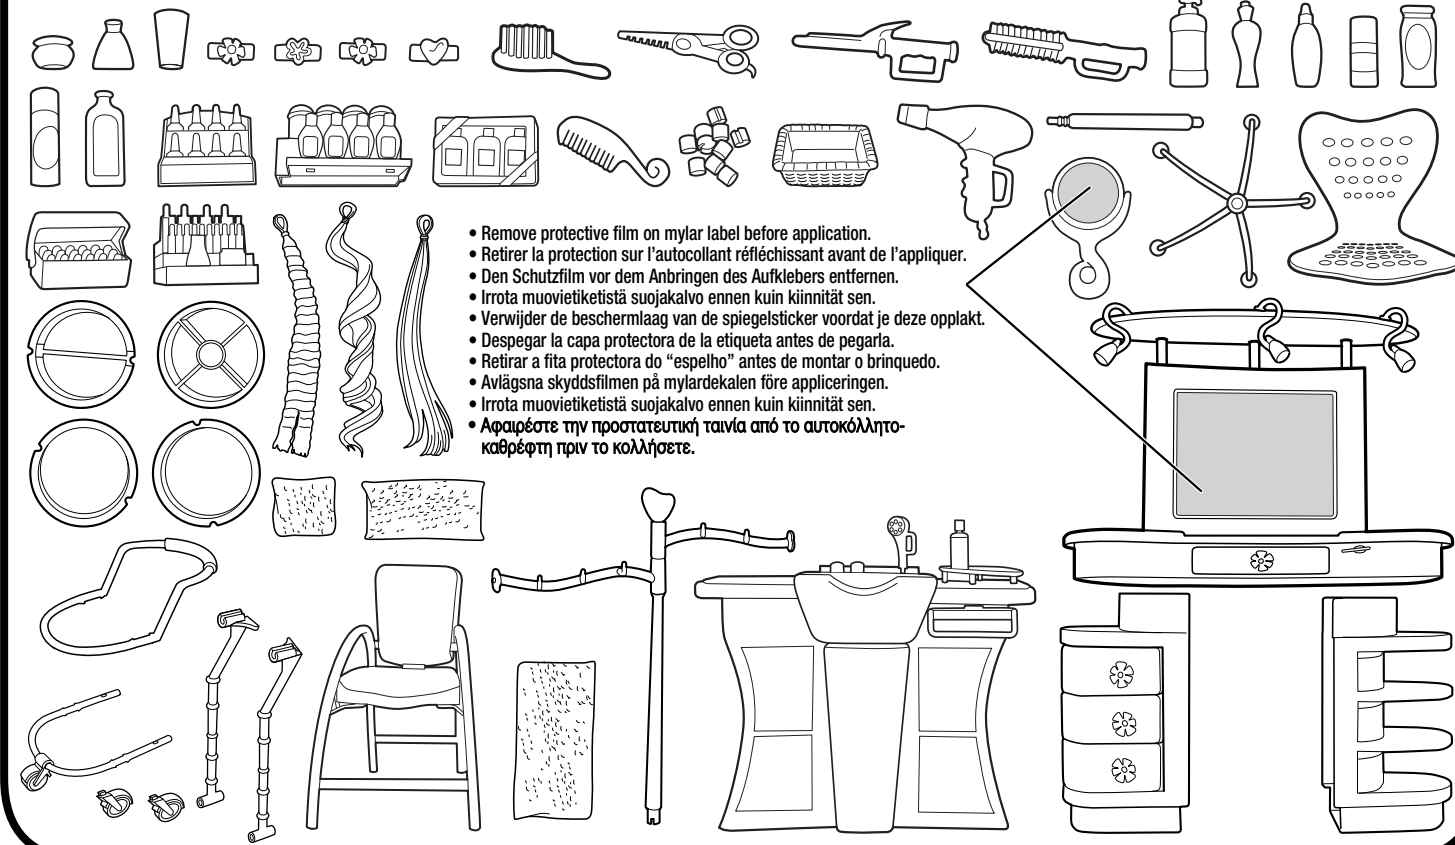 • Remove protective film on mylar label before application.
• Retirer la protection sur l'autocollant réfléchissant avant de l'appliquer.
• Den Schutzfilm vor dem Anbringen des Aufklebers entfernen.
• Irrota muovietiketistä suojakalvo ennen kuin kiinnität sen.
• Verwijder de beschermlaag van de spiegelsticker voordat je deze opplakt.
• Despegar la capa protectora de la etiqueta antes de pegarla.
• Retirar a fita protectora do “espelho” antes de montar o brinquedo.
• Avlägsna skyddsfilmen på mylardekalen före appliceringen.
• Irrota muovietiketistä suojakalvo ennen kuin kiinnität sen.
• Αφαιρέστε την προστατευτική ταινία από το αυτοκόλλητο-
καθρέφτη πριν το κολλήσετε.